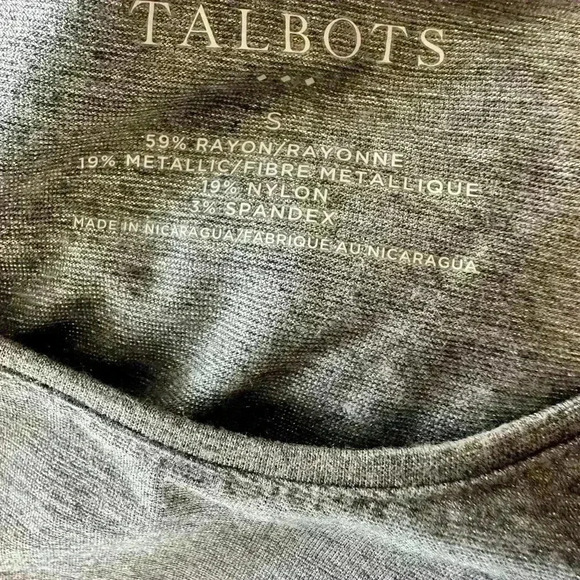 TALBOTS
S
59% RAYON/RAYONNE
19% METALLIC/FIBRE METALLIQUE
19% NYLON
3% SPANDEX
MADE IN NICARAGUA/FABRIQUE AU NICARAGUA